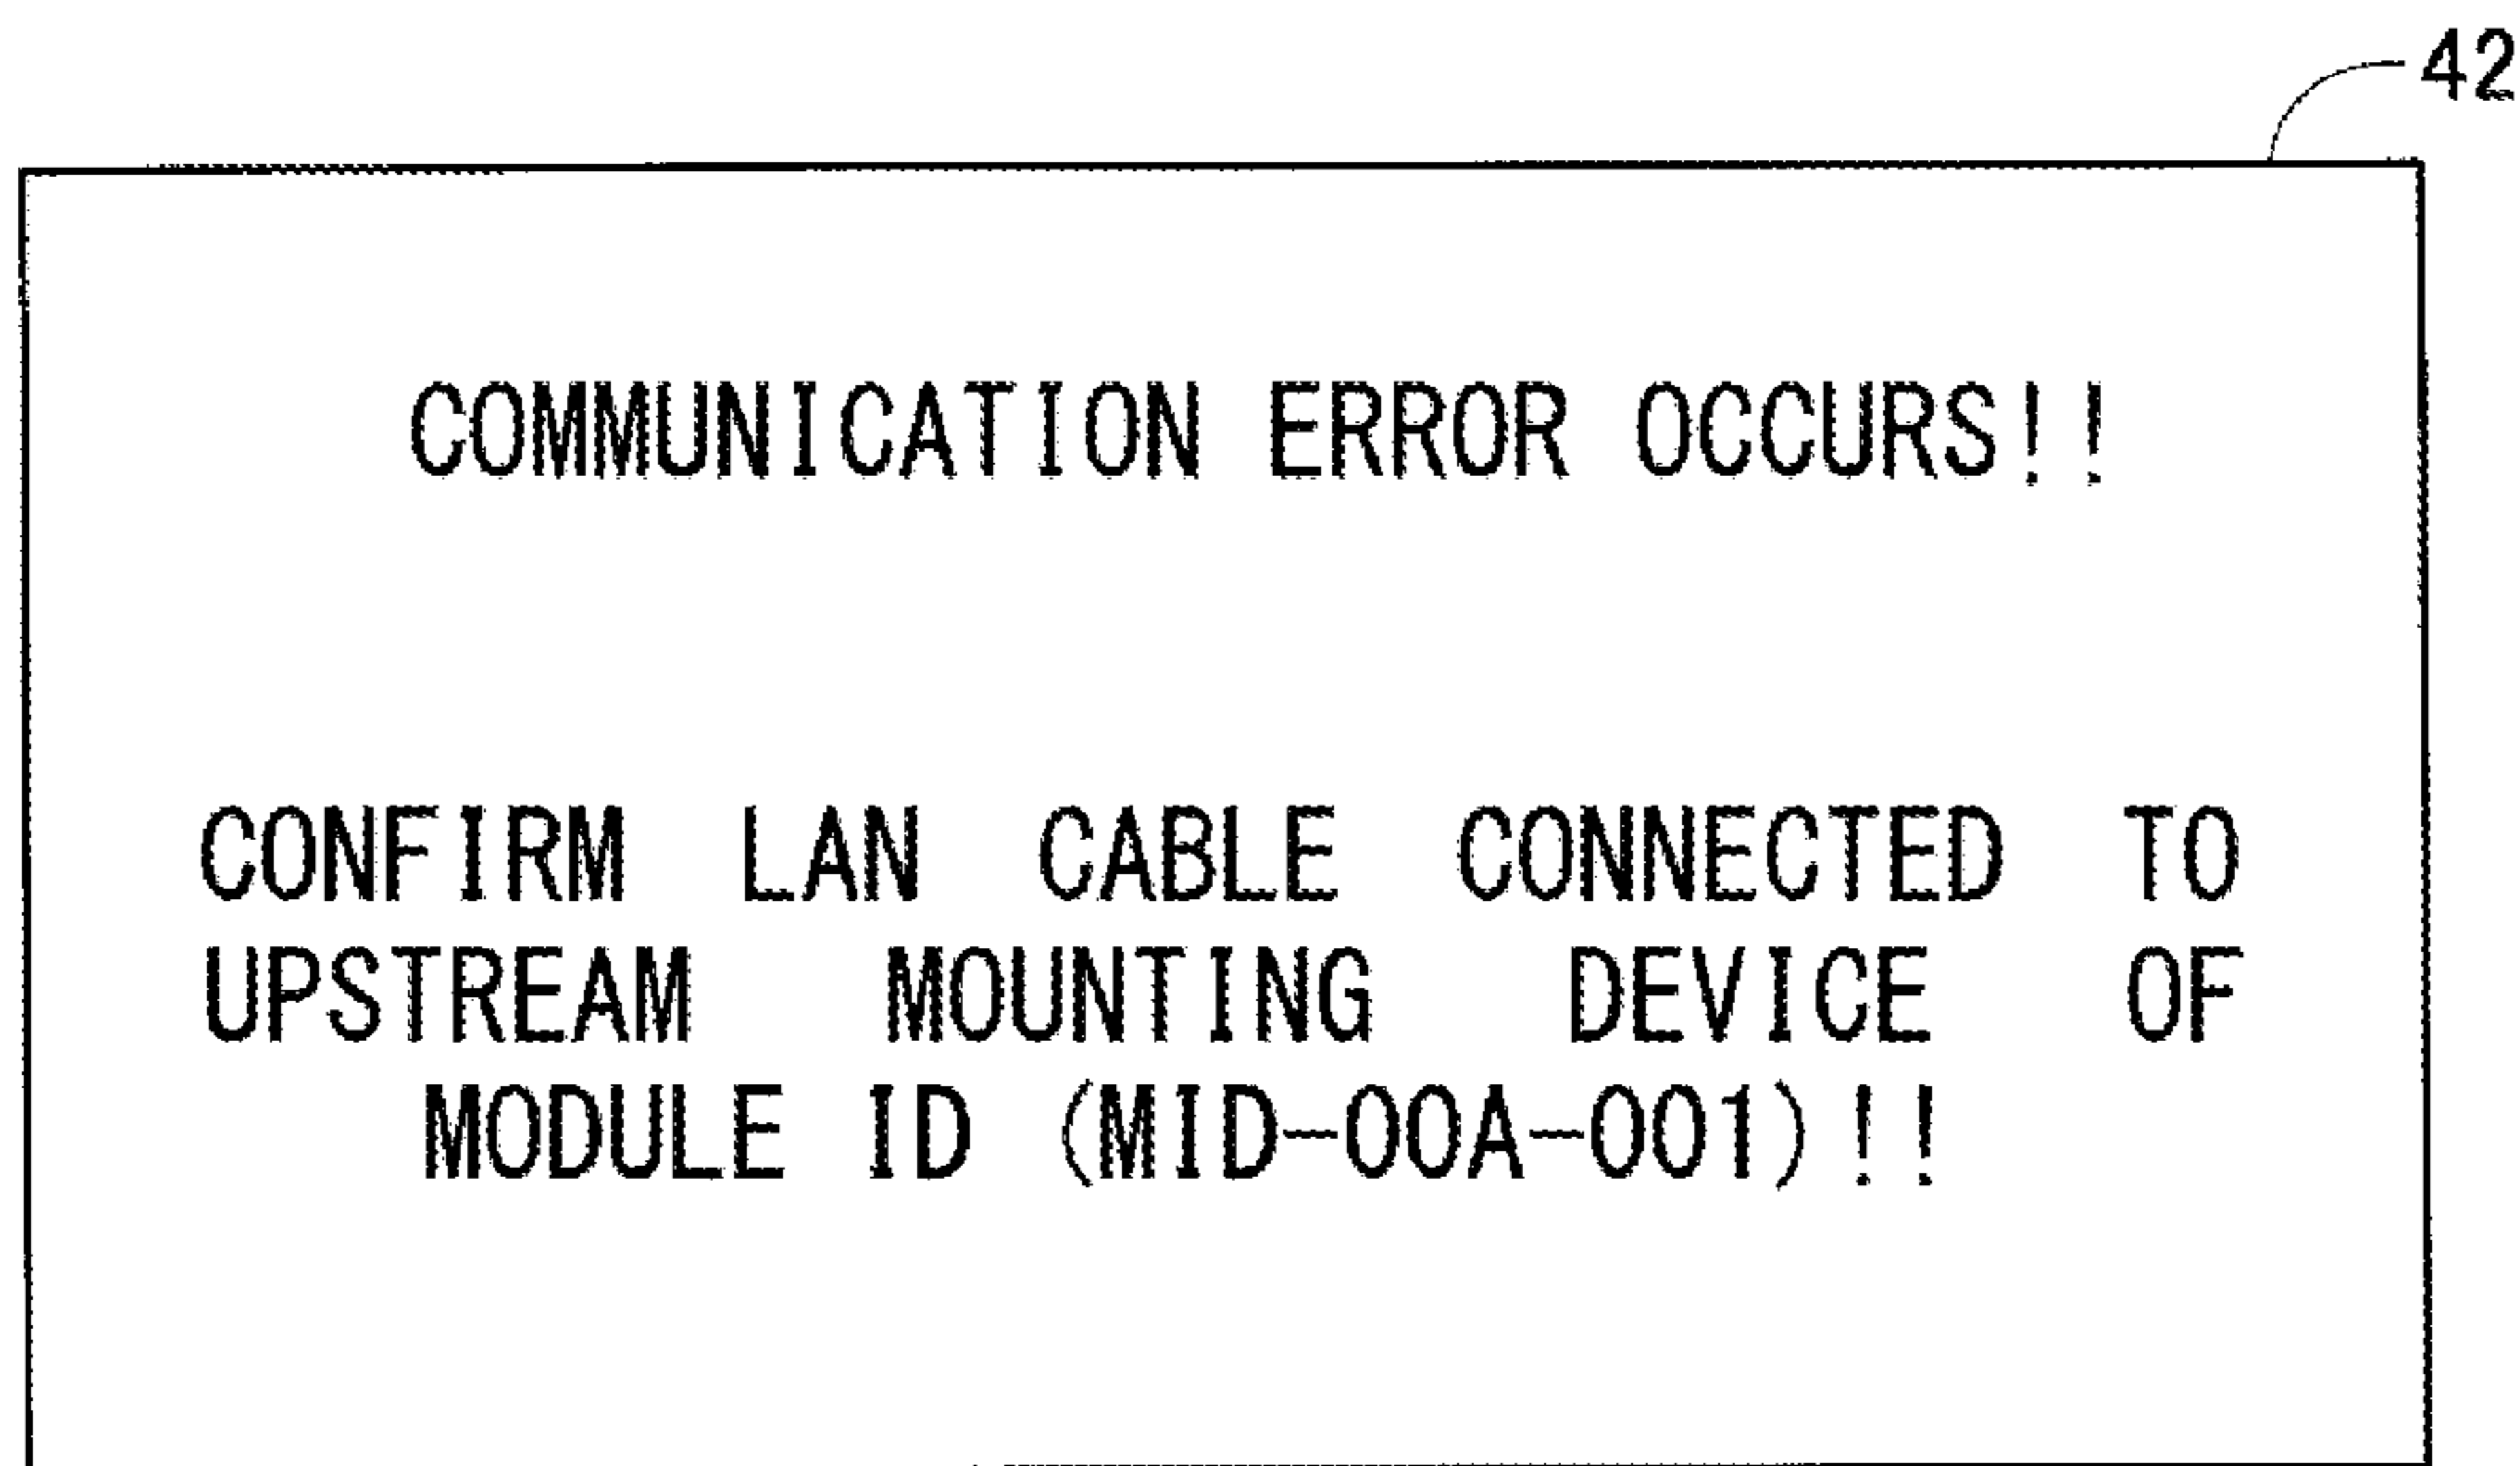 42
COMMUNICATION ERROR OCCURS!!
CONFIRM LAN CABLE CONNECTED TO
UPSTREAM MOUNTING DEVICE OF
MODULE ID (MID-00A-001)!!